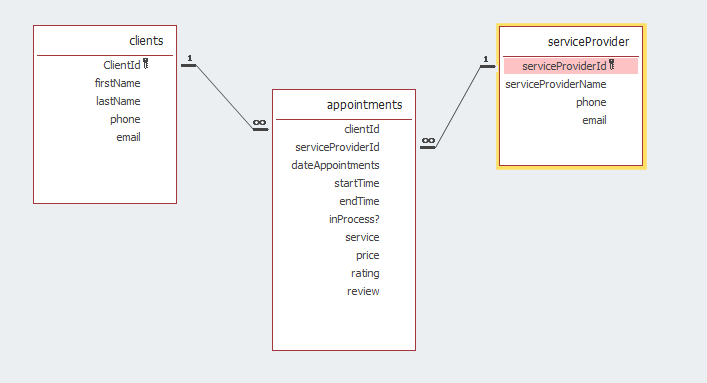 clients
ClientId
firstName
lastName
phone
email
1
∞
appointments
clientId
serviceProviderId
dateAppointments
startTime
endTime
inProcess?
service
price
rating
review
1
∞
serviceProvider
serviceProviderId
serviceProviderName
phone
email